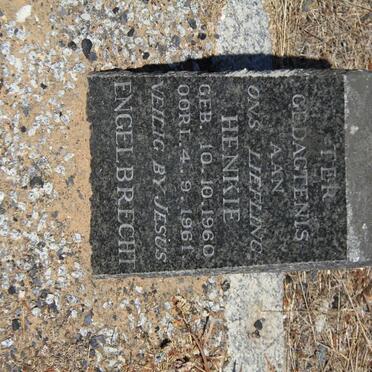 TER
GEDAGTENIS
AAN
ONS LIEFLING
HENKIE
GEB. 10.10.1960
OORL. 4.9.1961
VEILIG BY JESUS
ENGELBRECHT